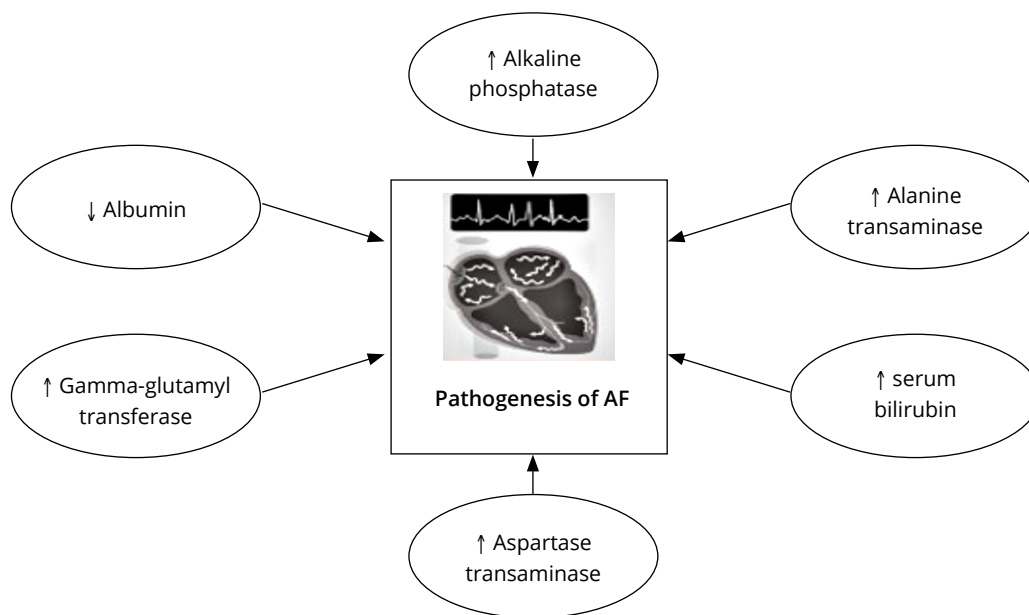 ↑ Alkaline
phosphatase
↓ Albumin
↑ Alanine
transaminase
↑ Gamma-glutamyl
transferase
Pathogenesis of AF
↑ serum
bilirubin
↑ Aspartase
transaminase